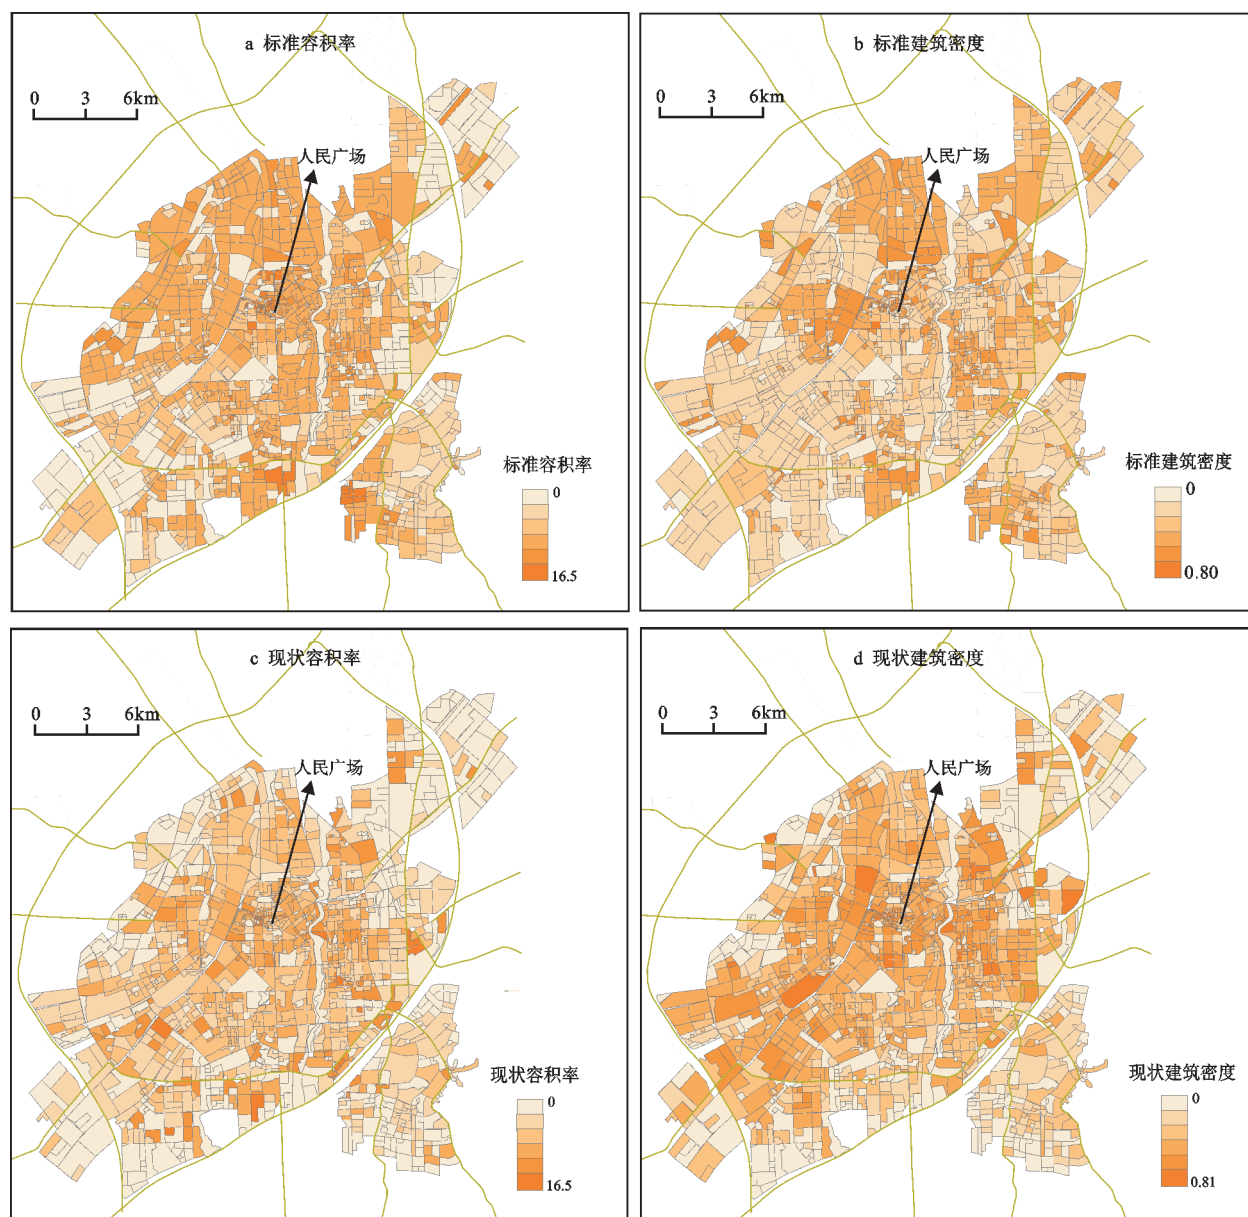 a 标准容积率
0 3 6km
人民广场
标准容积率
0
16.5
b 标准建筑密度
0 3 6km
人民广场
标准建筑密度
0
0.80
c 现状容积率
0 3 6km
人民广场
现状容积率
0
16.5
d 现状建筑密度
0 3 6km
人民广场
现状建筑密度
0
0.81